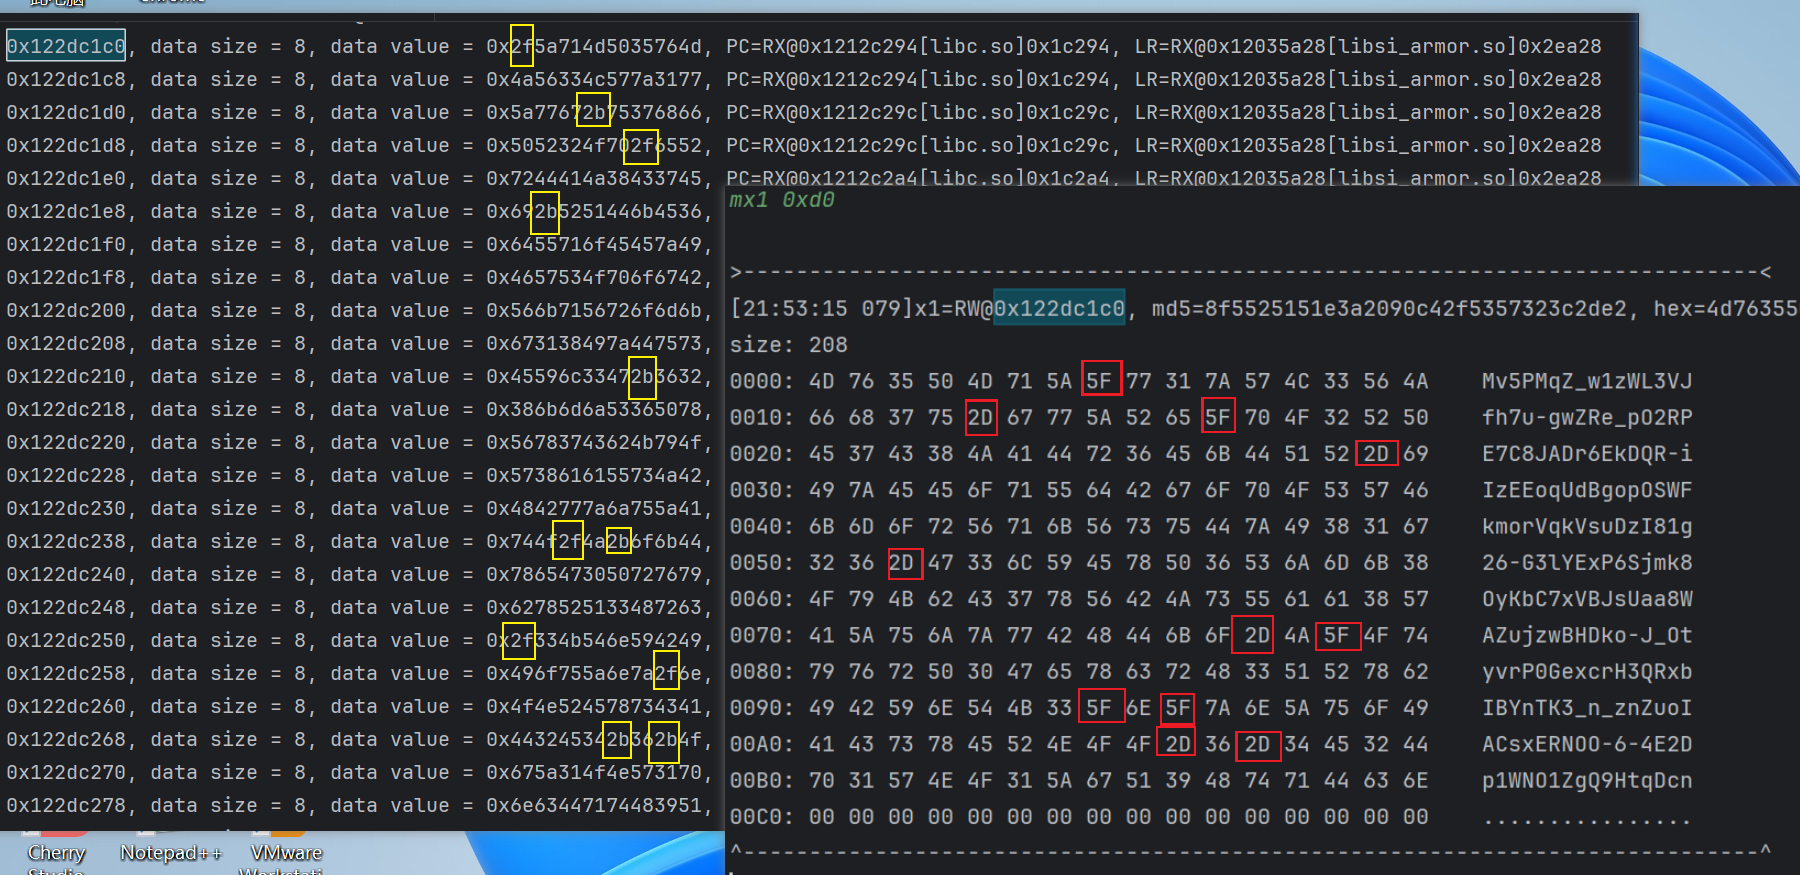 0x122dc1c0, data size = 8, data value = 0x2f5a714d5035764d, PC=RX@0x1212c294[libc.so]0x1c294, LR=RX@0x12035a28[libsi_armor.so]0x2ea28
0x122dc1c8, data size = 8, data value = 0x4a56334c577a3177, PC=RX@0x1212c294[libc.so]0x1c294, LR=RX@0x12035a28[libsi_armor.so]0x2ea28
0x122dc1d0, data size = 8, data value = 0x5a77672b75376866, PC=RX@0x1212c29c[libc.so]0x1c29c, LR=RX@0x12035a28[libsi_armor.so]0x2ea28
0x122dc1d8, data size = 8, data value = 0x5052324f702f6552, PC=RX@0x1212c29c[libc.so]0x1c29c, LR=RX@0x12035a28[libsi_armor.so]0x2ea28
0x122dc1e0, data size = 8, data value = 0x7244414a38433745, PC=RX@0x1212c2a4[libc.so]0x1c2a4, LR=RX@0x12035a28[libsi_armor.so]0x2ea28
0x122dc1e8, data size = 8, data value = 0x692b5251446b4536,
0x122dc1f0, data size = 8, data value = 0x6455716f45457a49,
0x122dc1f8, data size = 8, data value = 0x4657534f706f6742,
0x122dc200, data size = 8, data value = 0x566b7156726f6d6b,
0x122dc208, data size = 8, data value = 0x673138497a447573,
0x122dc210, data size = 8, data value = 0x45596c33472b3632,
0x122dc218, data size = 8, data value = 0x386b6d6a53365078,
0x122dc220, data size = 8, data value = 0x56783743624b794f,
0x122dc228, data size = 8, data value = 0x5738616155734a42,
0x122dc230, data size = 8, data value = 0x4842777a6a755a41,
0x122dc238, data size = 8, data value = 0x744f2f4a2b6f6b44,
0x122dc240, data size = 8, data value = 0x7865473050727679,
0x122dc248, data size = 8, data value = 0x6278525133487263,
0x122dc250, data size = 8, data value = 0x2f334b546e594249,
0x122dc258, data size = 8, data value = 0x496f755a6e7a2f6e,
0x122dc260, data size = 8, data value = 0x4f4e524578734341,
0x122dc268, data size = 8, data value = 0x443245342b362b4f,
0x122dc270, data size = 8, data value = 0x675a314f4e573170,
0x122dc278, data size = 8, data value = 0x6e63447174483951,
mx1 0xd0
>-----------------------------------------------------------------------------<
[21:53:15 079]x1=RW@0x122dc1c0, md5=8f5525151e3a2090c42f5357323c2de2, hex=4d76355
size: 208
0000: 4D 76 35 50 4D 71 5A 5F 77 31 7A 57 4C 33 56 4A    Mv5PMqZ_w1zWL3VJ
0010: 66 68 37 75 2D 67 77 5A 52 65 5F 70 4F 32 52 50    fh7u-gwZRe_pO2RP
0020: 45 37 43 38 4A 41 44 72 36 45 6B 44 51 52 2D 69    E7C8JADr6EkDQR-i
0030: 49 7A 45 45 6F 71 55 64 42 67 6F 70 4F 53 57 46    IzEEoqUdBgopOSWF
0040: 6B 6D 6F 72 56 71 6B 56 73 75 44 7A 49 38 31 67    kmorVqkVsuDzI81g
0050: 32 36 2D 47 33 6C 59 45 78 50 36 53 6A 6D 6B 38    26-G3lYExP6Sjmk8
0060: 4F 79 4B 62 43 37 78 56 42 4A 73 55 61 61 38 57    OyKbC7xVBJsUaa8W
0070: 41 5A 75 6A 7A 77 42 48 44 6B 6F 2D 4A 5F 4F 74    AZujzwBHDko-J_Ot
0080: 79 76 72 50 30 47 65 78 63 72 48 33 51 52 78 62    yvrP0GexcrH3QRxb
0090: 49 42 59 6E 54 4B 33 5F 6E 5F 7A 6E 5A 75 6F 49    IBYnTK3_n_znZuoI
00A0: 41 43 73 78 45 52 4E 4F 4F 2D 36 2D 34 45 32 44    ACsxERNOO-6-4E2D
00B0: 70 31 57 4E 4F 31 5A 67 51 39 48 74 71 44 63 6E    p1WNO1ZgQ9HtqDcn
00C0: 00 00 00 00 00 00 00 00 00 00 00 00 00 00 00 00    ................
^-----------------------------------------------------------------------------^
Cherry
Notepad++
VMware